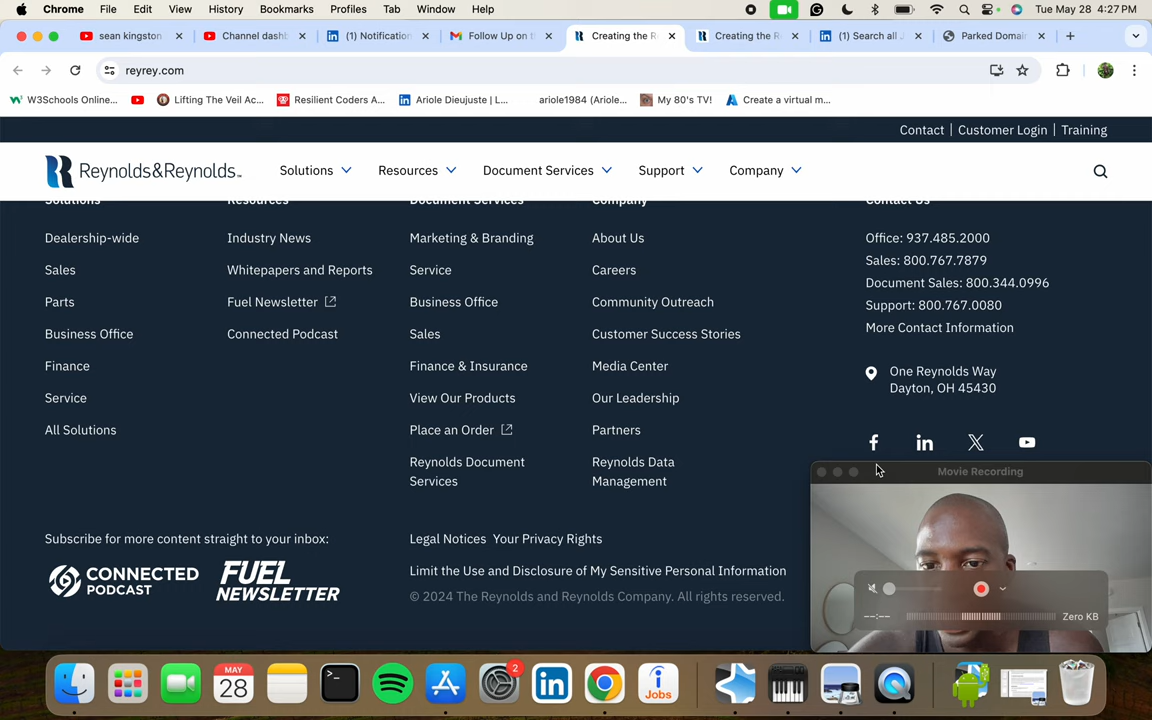 Chrome File Edit View History Bookmarks Profiles Tab Window Help Tue May 28 4:27 PM
sean kingston Channel dashb (1) Notification Follow Up on t Creating the R Creating the R (1) Search all J Parked Domai
reyrey.com
W3Schools Online... Lifting The Veil Ac... Resilient Coders A... Ariole Dieujuste | L... ariole1984 (Ariole... My 80's TV! Create a virtual m...
Contact | Customer Login | Training
Reynolds&Reynolds™ Solutions Resources Document Services Support Company
Solutions Resources Document Services Company Contact Us
Dealership-wide Industry News Marketing & Branding About Us Office: 937.485.2000
Sales Whitepapers and Reports Service Careers Sales: 800.767.7879
Document Sales: 800.344.0996
Parts Fuel Newsletter Business Office Community Outreach Support: 800.767.0080
Business Office Connected Podcast Sales Customer Success Stories More Contact Information
Finance Finance & Insurance Media Center One Reynolds Way
Service View Our Products Our Leadership Dayton, OH 45430
All Solutions Place an Order Partners
Reynolds Document Services Reynolds Data Management
Movie Recording
Subscribe for more content straight to your inbox: Legal Notices Your Privacy Rights
CONNECTED PODCAST FUEL NEWSLETTER
Limit the Use and Disclosure of My Sensitive Personal Information
© 2024 The Reynolds and Reynolds Company. All rights reserved.
--:-- Zero KB
MAY
28
2
Jobs